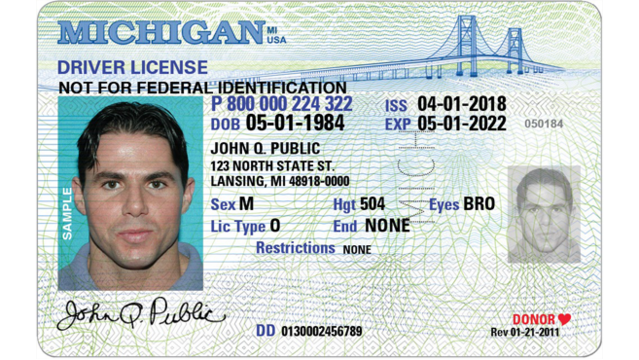 MICHIGAN MI USA
DRIVER LICENSE
NOT FOR FEDERAL IDENTIFICATION
P 800 000 224 322 ISS 04-01-2018
DOB 05-01-1984 EXP 05-01-2022 050184
JOHN Q. PUBLIC
123 NORTH STATE ST.
LANSING, MI 48918-0000
Sex M Hgt 504 Eyes BRO
Lic Type O End NONE
Restrictions NONE
SAMPLE
MICH
John Q. Public
DD 0130002456789
DONOR
Rev 01-21-2011